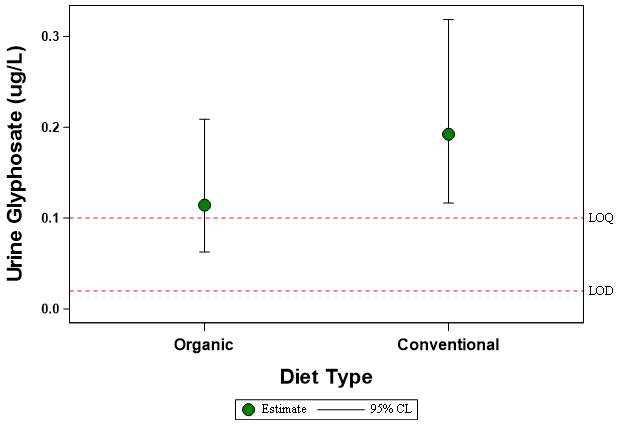 Urine Glyphosate (ug/L)
0.3
0.2
0.1
0.0
LOQ
LOD
Organic
Conventional
Diet Type
Estimate 95% CL